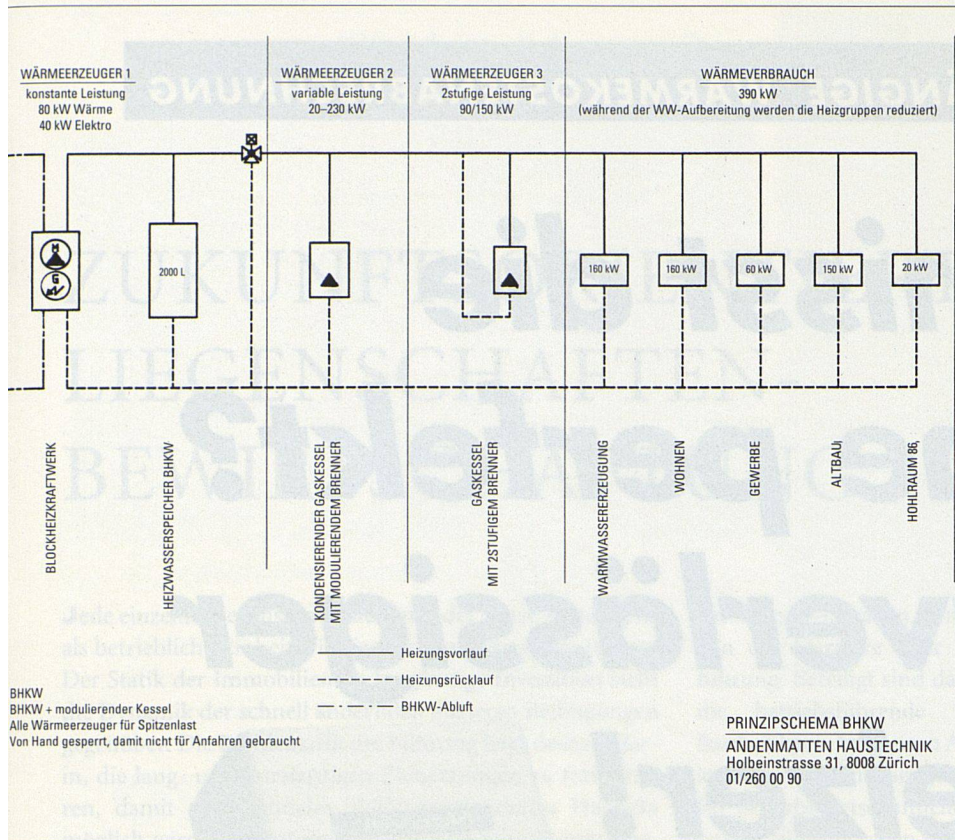 WÄRMEERZEUGER 1
konstante Leistung
80 kW Wärme
40 kW Elektro
WÄRMEERZEUGER 2
variable Leistung
20–230 kW
WÄRMEERZEUGER 3
2stufige Leistung
90/150 kW
WÄRMEVERBRAUCH
390 kW
(während der WW-Aufbereitung werden die Heizgruppen reduziert)
M
G
2000 L
160 kW
160 kW
60 kW
150 kW
20 kW
BLOCKHEIZKRAFTWERK
HEIZWASSERSPEICHER BHKW
KONDENSIERENDER GASKESSEL
MIT MODULIERENDEM BRENNER
GASKESSEL
MIT 2STUFIGEM BRENNER
WARMWASSERERZEUGUNG
WOHNEN
GEWERBE
ALTBAU
HOHLRAUM 86
Heizungsvorlauf
Heizungsrücklauf
BHKW-Abluft
BHKW
BHKW + modulierender Kessel
Alle Wärmeerzeuger für Spitzenlast
Von Hand gesperrt, damit nicht für Anfahren gebraucht
PRINZIPSCHEMA BHKW
ANDENMATTEN HAUSTECHNIK
Holbeinstrasse 31, 8008 Zürich
01/260 00 90